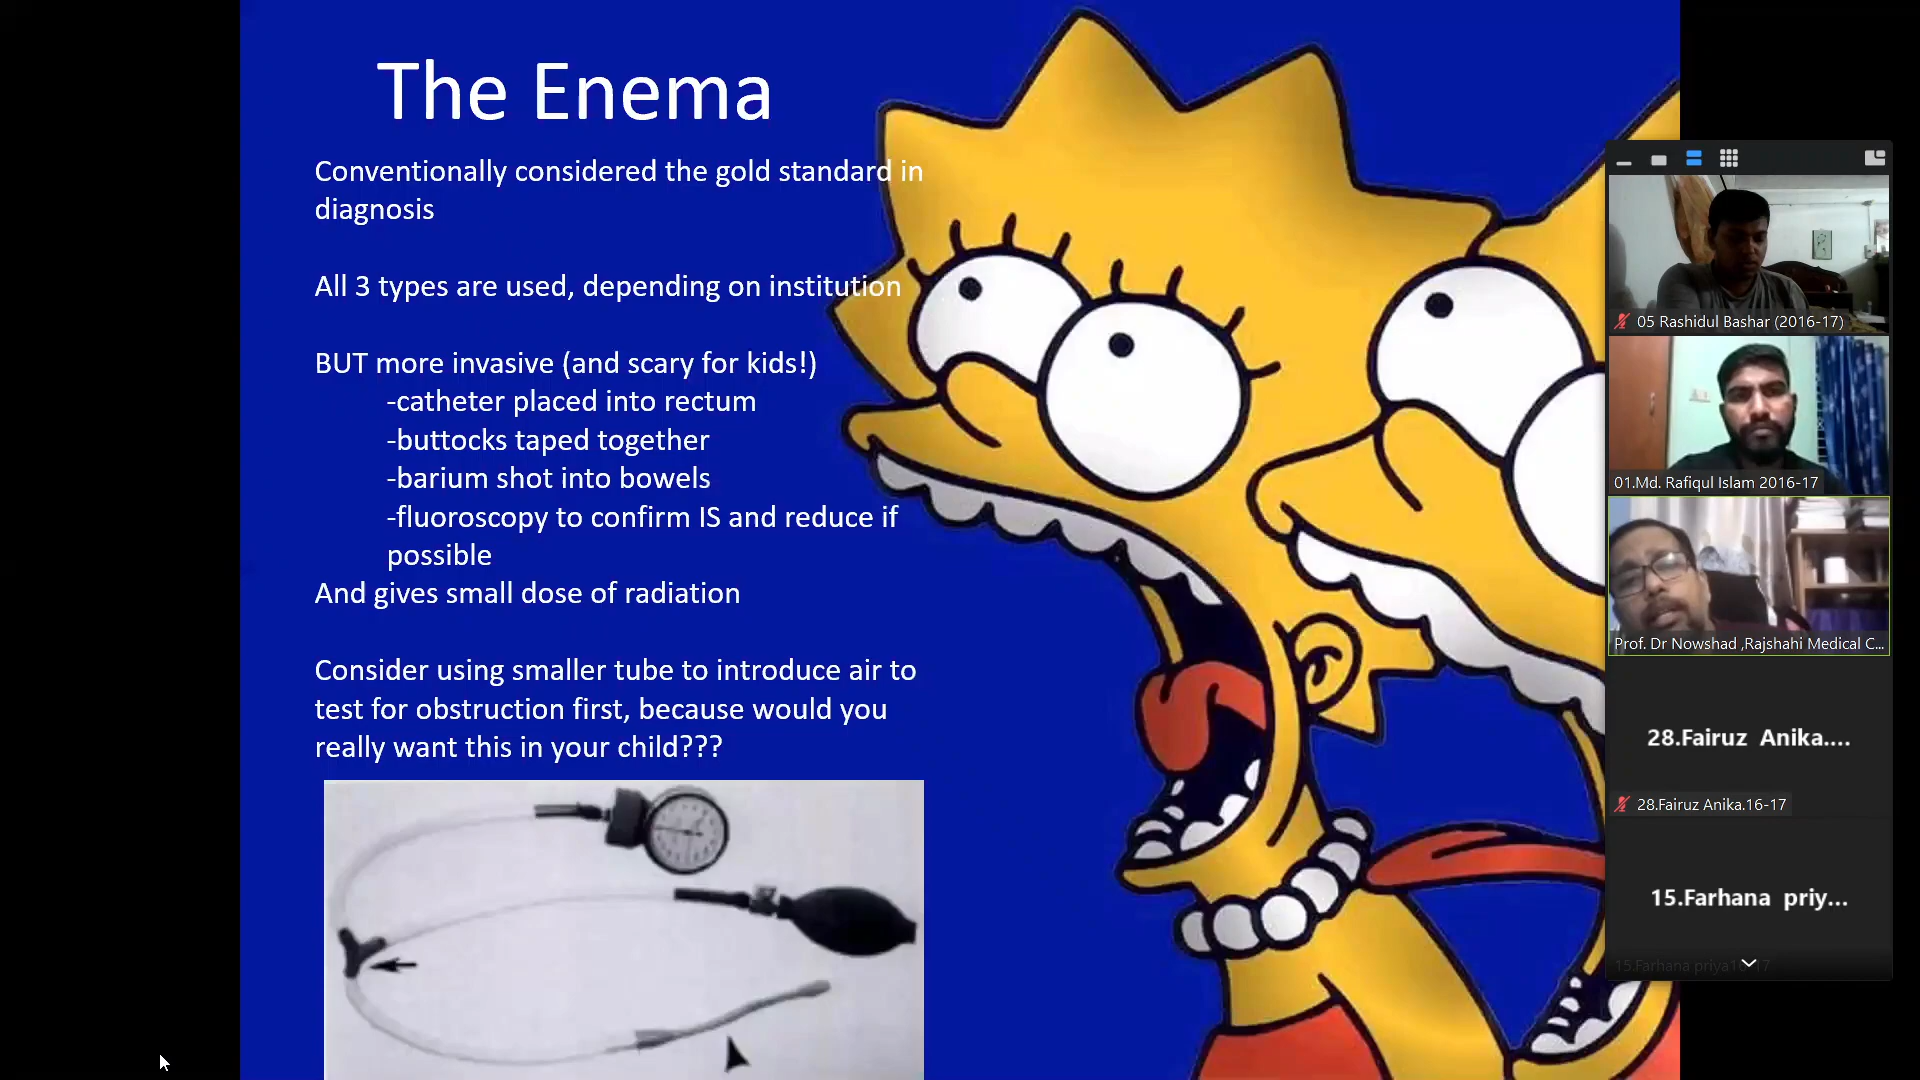 The Enema
Conventionally considered the gold standard in
diagnosis
All 3 types are used, depending on institution
BUT more invasive (and scary for kids!)
-catheter placed into rectum
-buttocks taped together
-barium shot into bowels
-fluoroscopy to confirm IS and reduce if
possible
And gives small dose of radiation
Consider using smaller tube to introduce air to
test for obstruction first, because would you
really want this in your child???
05 Rashidul Bashar (2016-17)
01.Md. Rafiqul Islam 2016-17
Prof. Dr Nowshad ,Rajshahi Medical C...
28.Fairuz Anika....
28.Fairuz Anika.16-17
15.Farhana priy...
15.Farhana priya16-17